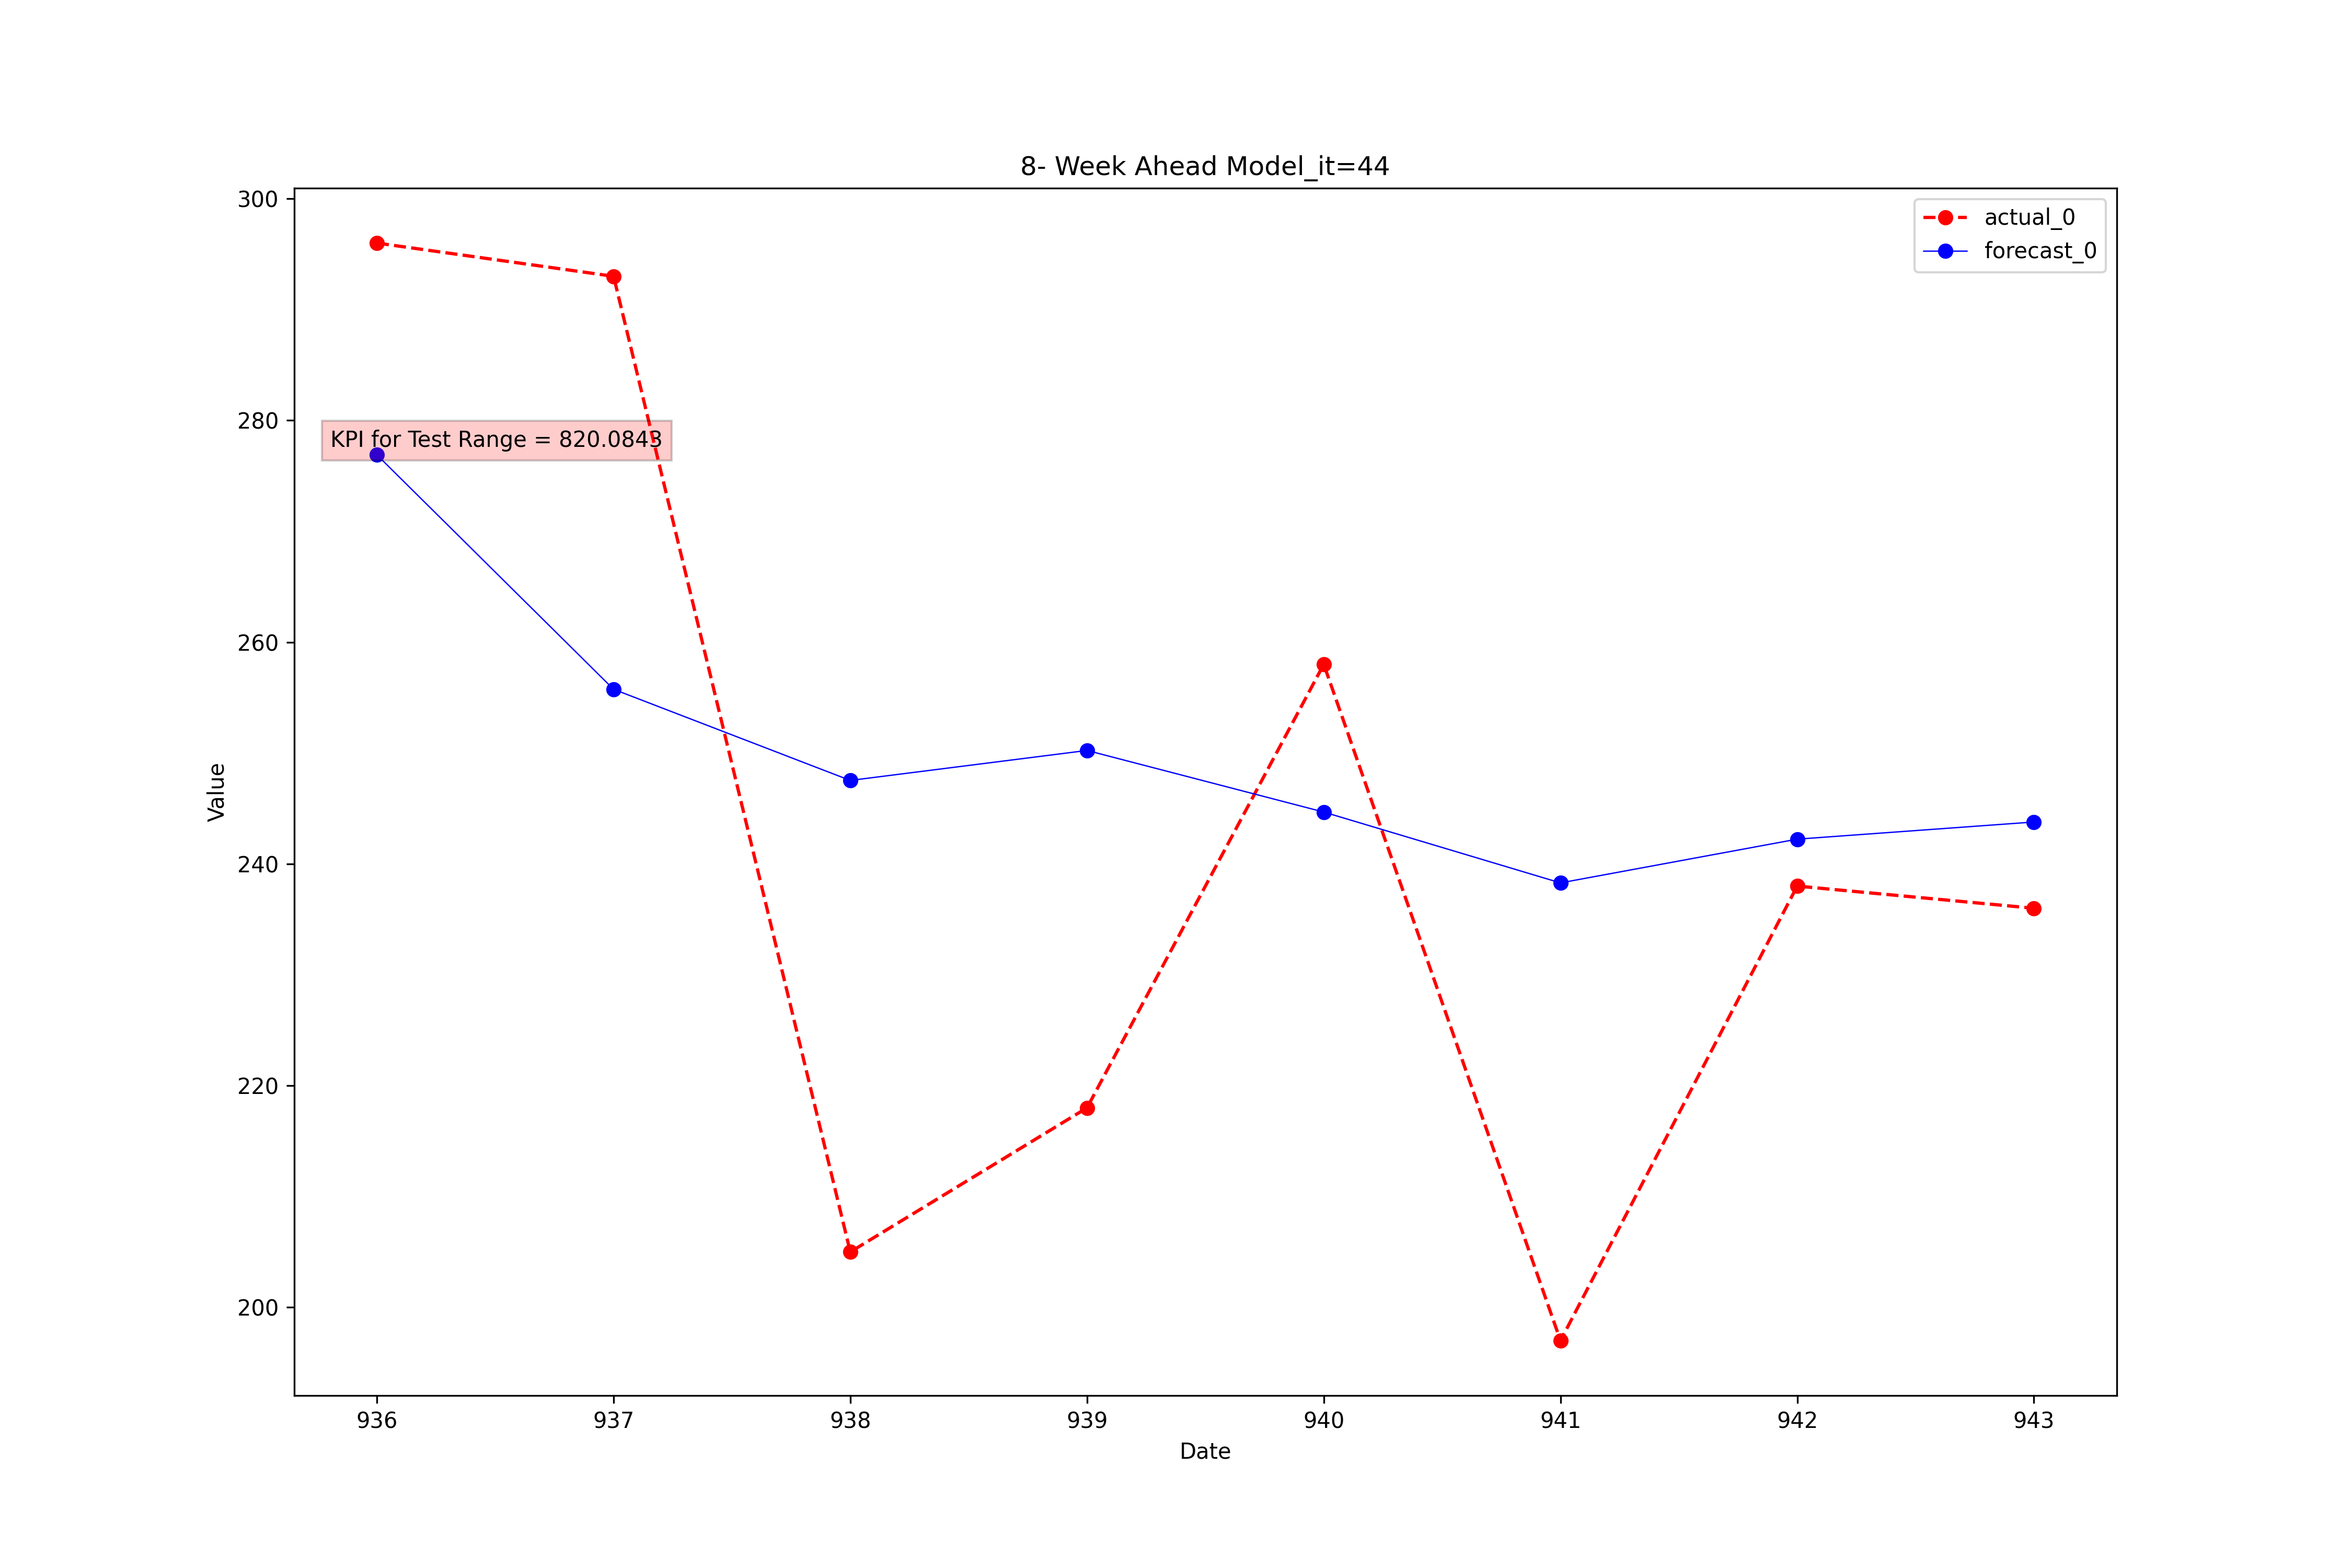 8- Week Ahead Model_it=44
actual_0
forecast_0
KPI for Test Range = 820.0843
300
280
260
240
220
200
Value
936 937 938 939 940 941 942 943
Date